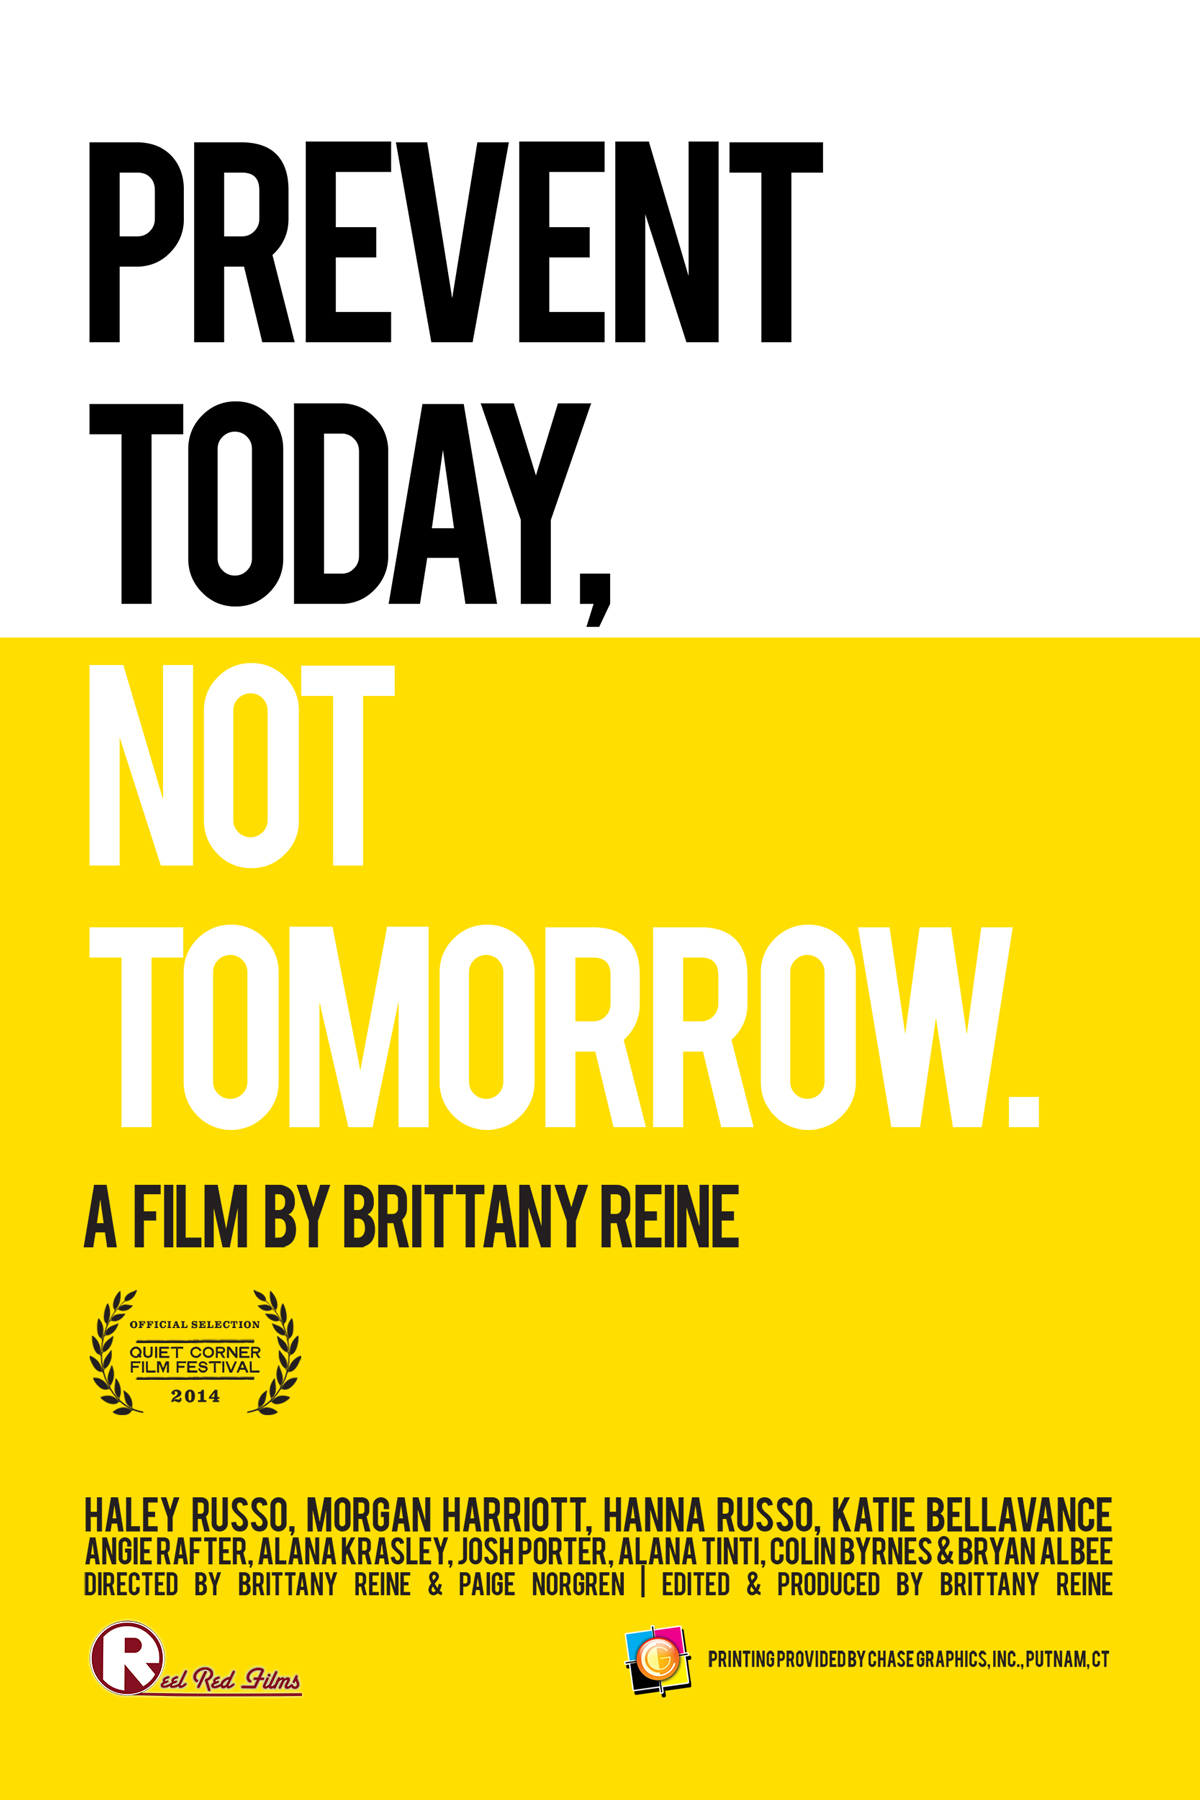 PREVENT
TODAY,
NOT
TOMORROW.
A FILM BY BRITTANY REINE
OFFICIAL SELECTION
QUIET CORNER
FILM FESTIVAL
2014
HALEY RUSSO, MORGAN HARRIOTT, HANNA RUSSO, KATIE BELLAVANCE
ANGIE RAFTER, ALANA KRASLEY, JOSH PORTER, ALANA TINTI, COLIN BYRNES & BRYAN ALBEE
DIRECTED BY BRITTANY REINE & PAIGE NORGREN | EDITED & PRODUCED BY BRITTANY REINE
Reel Red Films
CG
PRINTING PROVIDED BY CHASE GRAPHICS, INC., PUTNAM, CT